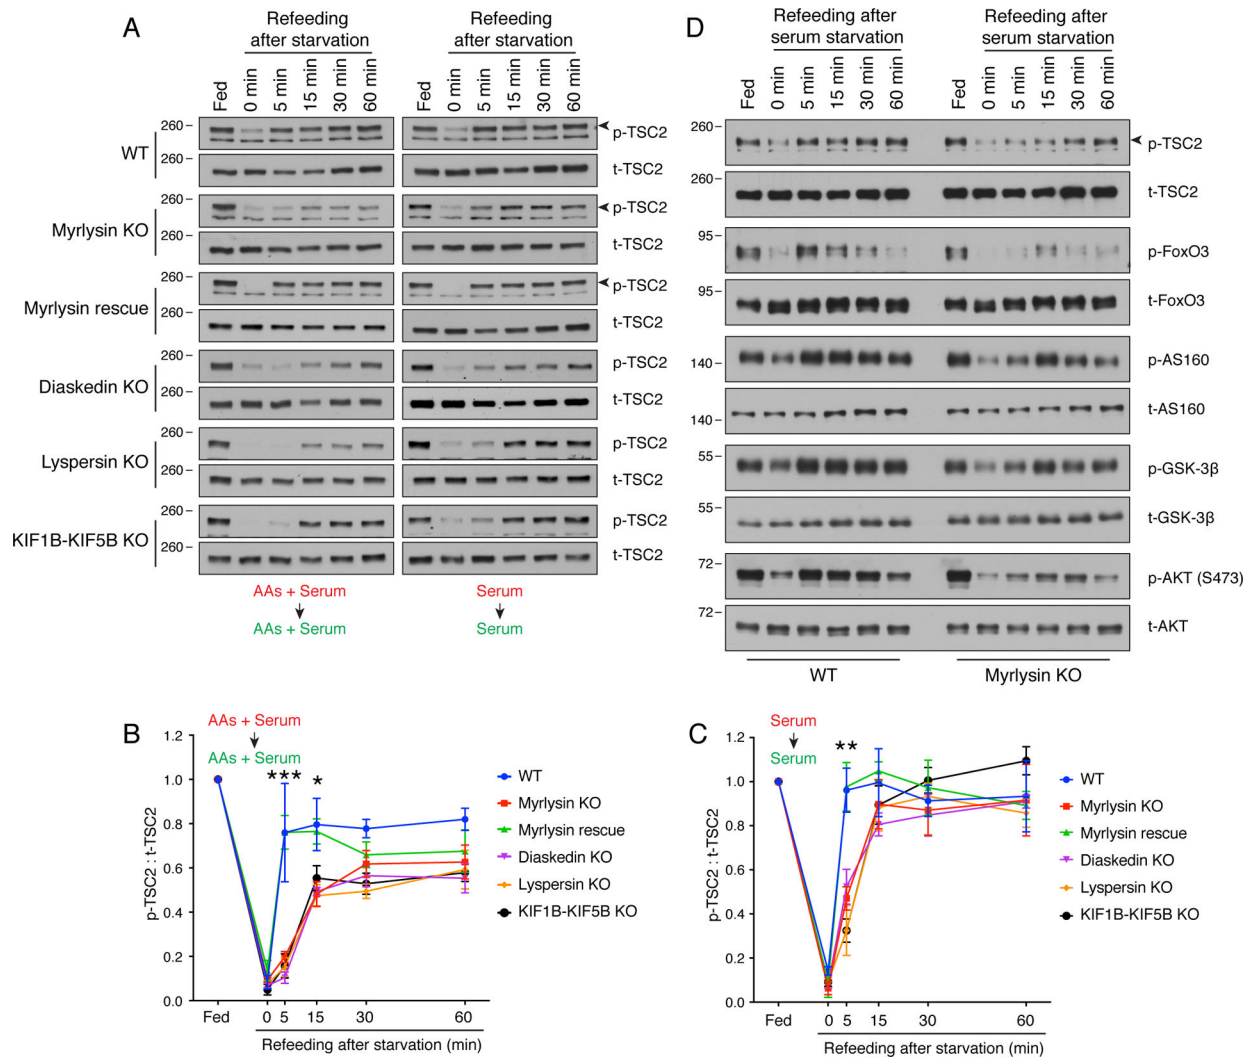 A
Refeeding
after starvation
Refeeding
after starvation
Fed
0 min
5 min
15 min
30 min
60 min
Fed
0 min
5 min
15 min
30 min
60 min
WT
260
p-TSC2
260
t-TSC2
Myrlysin KO
260
p-TSC2
260
t-TSC2
Myrlysin rescue
260
p-TSC2
260
t-TSC2
Diaskedin KO
260
p-TSC2
260
t-TSC2
Lyspersin KO
260
p-TSC2
260
t-TSC2
KIF1B-KIF5B KO
260
p-TSC2
260
t-TSC2
AAs + Serum
AAs + Serum
Serum
Serum
D
Refeeding after
serum starvation
Refeeding after
serum starvation
Fed
0 min
5 min
15 min
30 min
60 min
Fed
0 min
5 min
15 min
30 min
60 min
260
p-TSC2
260
t-TSC2
95
p-FoxO3
95
t-FoxO3
140
p-AS160
140
t-AS160
55
p-GSK-3β
55
t-GSK-3β
72
p-AKT (S473)
72
t-AKT
WT
Myrlysin KO
B
AAs + Serum
AAs + Serum
*** *
p-TSC2 : t-TSC2
1.2
1.0
0.8
0.6
0.4
0.2
0.0
Fed 0 5 15 30 60
Refeeding after starvation (min)
WT
Myrlysin KO
Myrlysin rescue
Diaskedin KO
Lyspersin KO
KIF1B-KIF5B KO
C
Serum
Serum
**
p-TSC2 : t-TSC2
1.2
1.0
0.8
0.6
0.4
0.2
0.0
Fed 0 5 15 30 60
Refeeding after starvation (min)
WT
Myrlysin KO
Myrlysin rescue
Diaskedin KO
Lyspersin KO
KIF1B-KIF5B KO